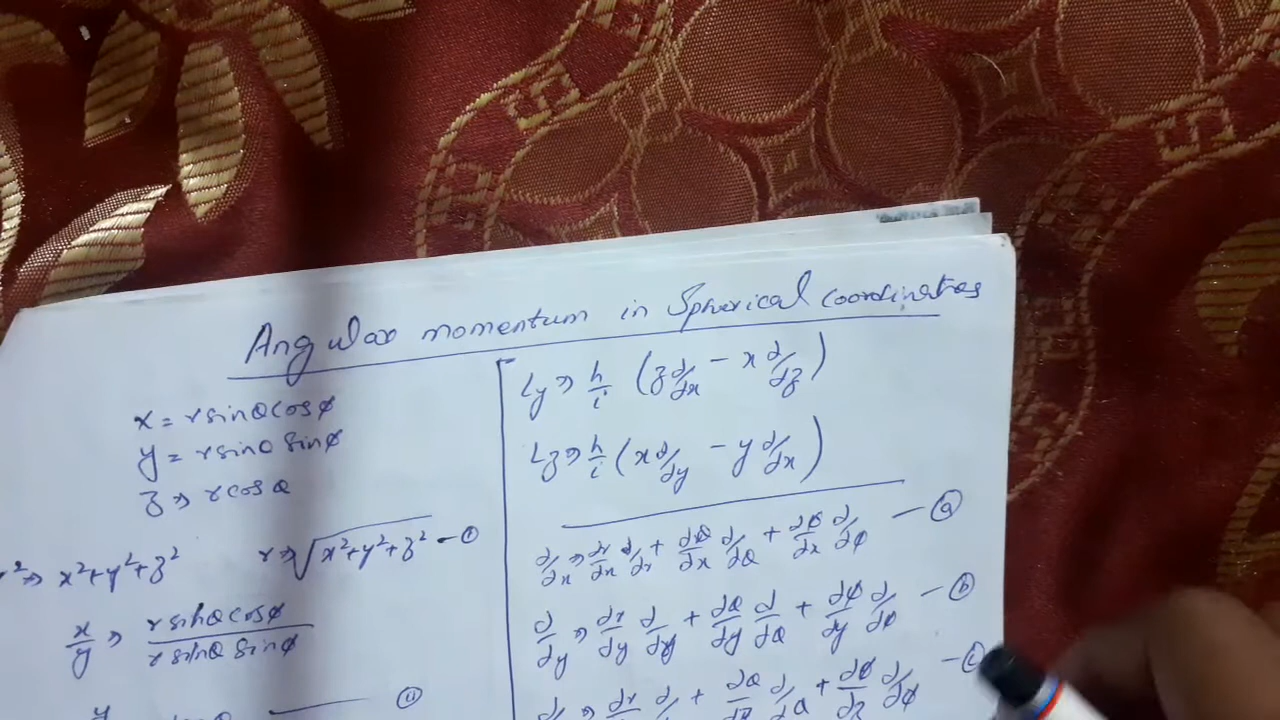 Angular momentum in Spherical coordinates
x = r sinθ cosφ
y = r sinθ sinφ
z ⇒ r cosθ
r² ⇒ x²+y²+z²
r ⇒ √(x²+y²+z²) — ①
x/y ⇒ (r sinθ cosφ)/(r sinθ sinφ)
Ly ⇒ h/i (z ∂/∂x − x ∂/∂z)
Lz ⇒ h/i (x ∂/∂y − y ∂/∂x)
∂/∂x ⇒ ∂r/∂x ∂/∂r + ∂θ/∂x ∂/∂θ + ∂φ/∂x ∂/∂φ — ⓐ
∂/∂y ⇒ ∂r/∂y ∂/∂r + ∂θ/∂y ∂/∂θ + ∂φ/∂y ∂/∂φ — ⓑ